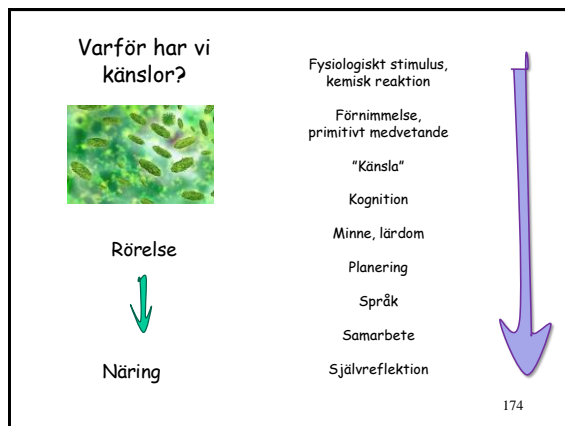 Varför har vi
känslor?
Rörelse
Näring
Fysiologiskt stimulus,
kemisk reaktion
Förnimmelse,
primitivt medvetande
”Känsla”
Kognition
Minne, lärdom
Planering
Språk
Samarbete
Självreflektion
174